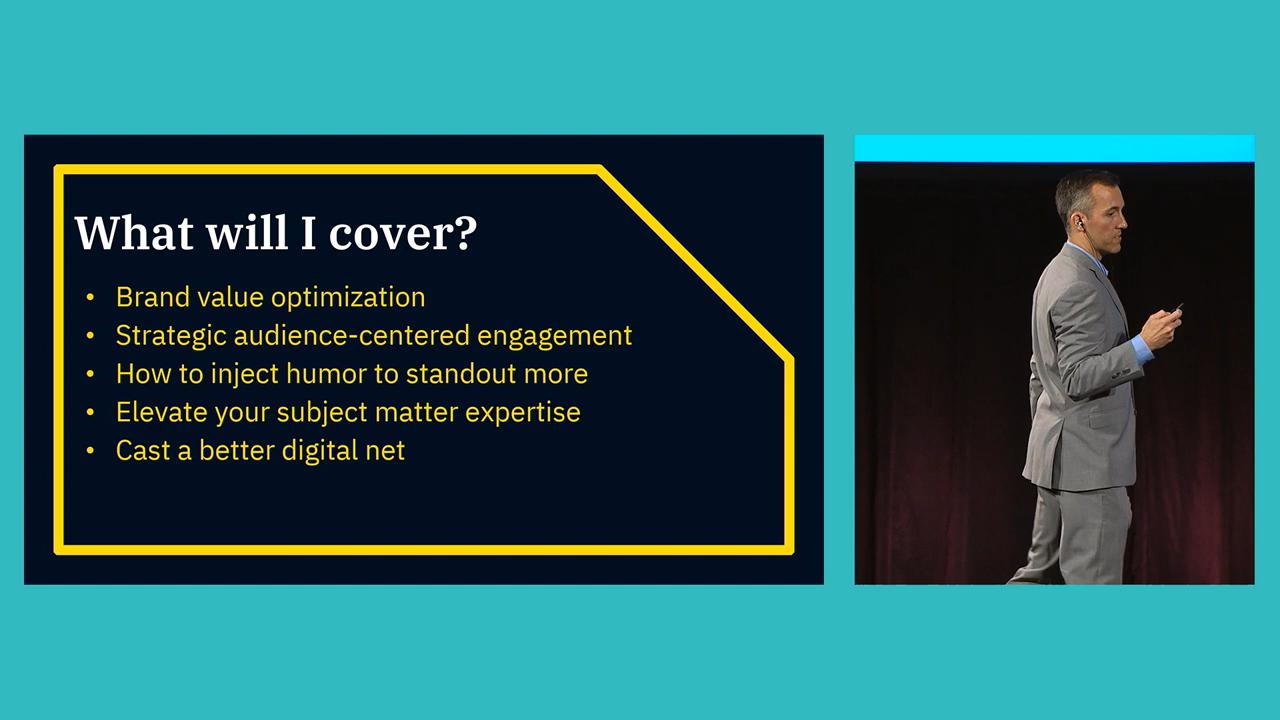 What will I cover?
• Brand value optimization
• Strategic audience-centered engagement
• How to inject humor to standout more
• Elevate your subject matter expertise
• Cast a better digital net